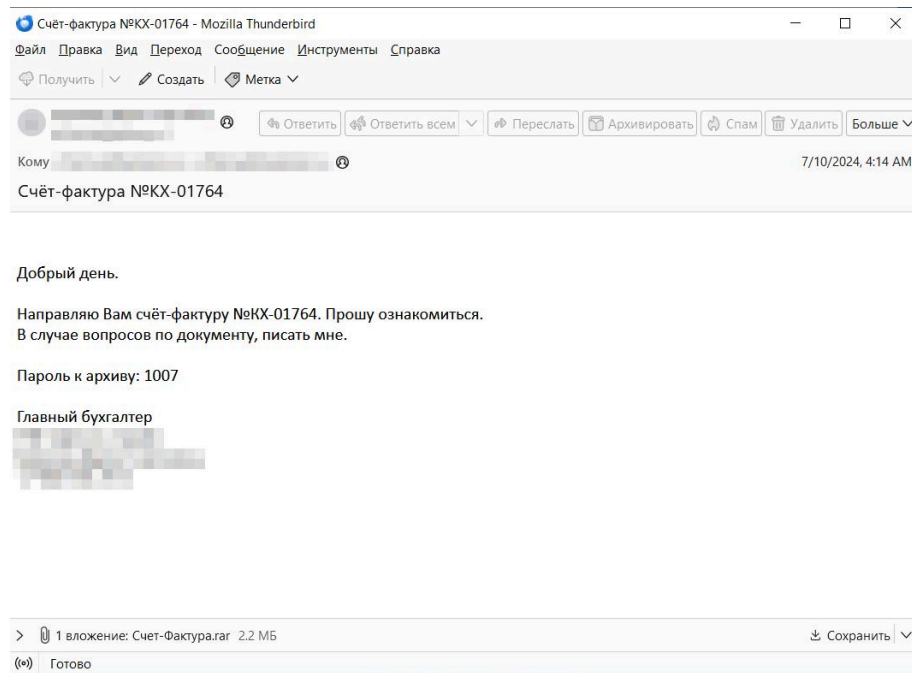 Счёт-фактура №КХ-01764 - Mozilla Thunderbird
Файл Правка Вид Переход Сообщение Инструменты Справка
Получить Создать Метка
Ответить Ответить всем Переслать Архивировать Спам Удалить Больше
Кому 7/10/2024, 4:14 AM
Счёт-фактура №КХ-01764
Добрый день.
Направляю Вам счёт-фактуру №КХ-01764. Прошу ознакомиться.
В случае вопросов по документу, писать мне.
Пароль к архиву: 1007
Главный бухгалтер
1 вложение: Счет-Фактура.rar 2.2 МБ Сохранить
Готово